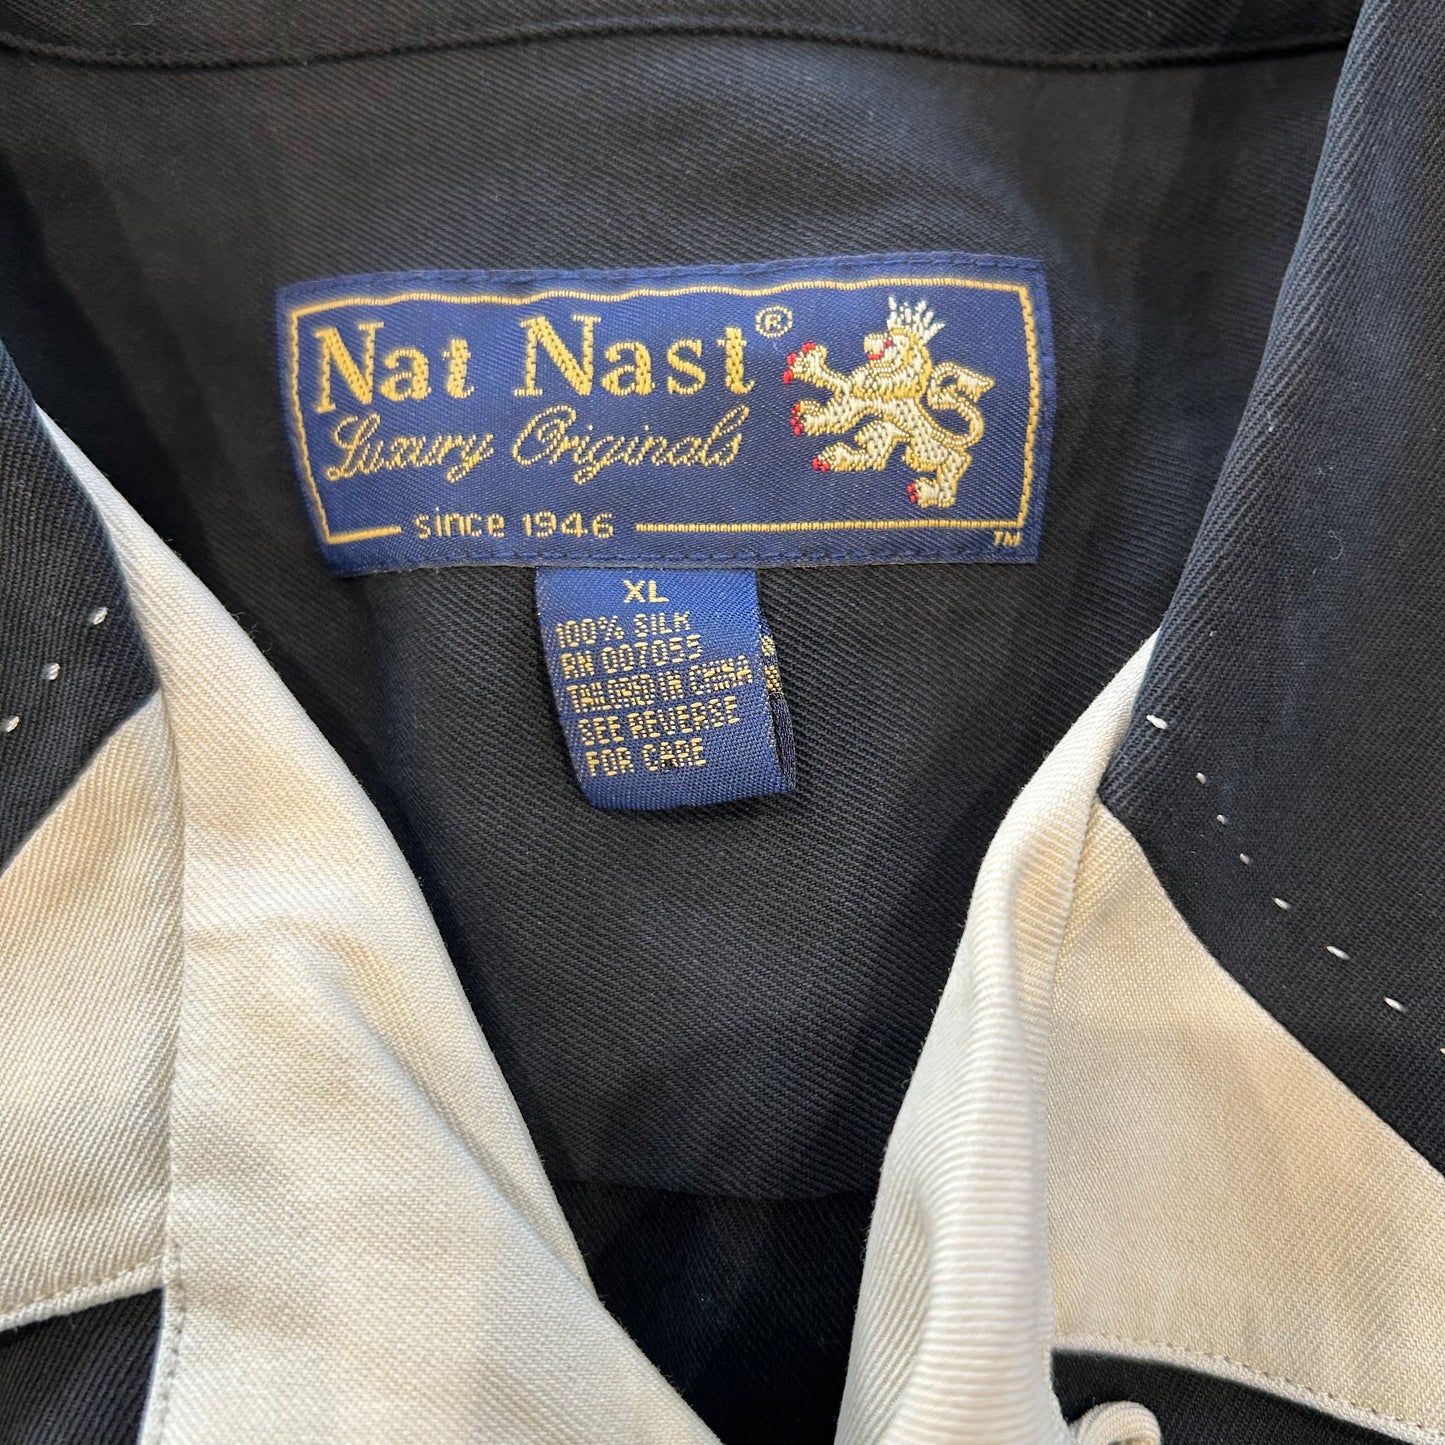 Nat Nast®
Luxury Originals
since 1946
TM
XL
100% SILK
RN 007055
TAILORED IN CHINA
SEE REVERSE
FOR CARE